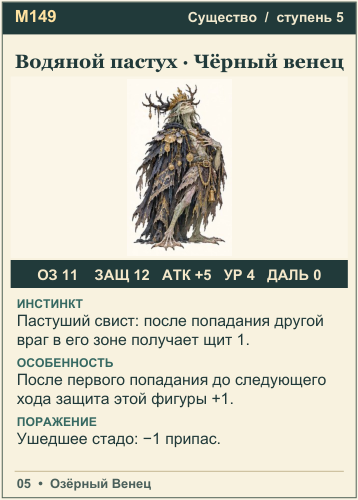 M149
Существо / ступень 5
Водяной пастух · Чёрный венец
ОЗ 11 ЗАЩ 12 АТК +5 УР 4 ДАЛЬ 0
ИНСТИНКТ
Пастуший свист: после попадания другой
враг в его зоне получает щит 1.
ОСОБЕННОСТЬ
После первого попадания до следующего
хода защита этой фигуры +1.
ПОРАЖЕНИЕ
Ушедшее стадо: −1 припас.
05 • Озёрный Венец